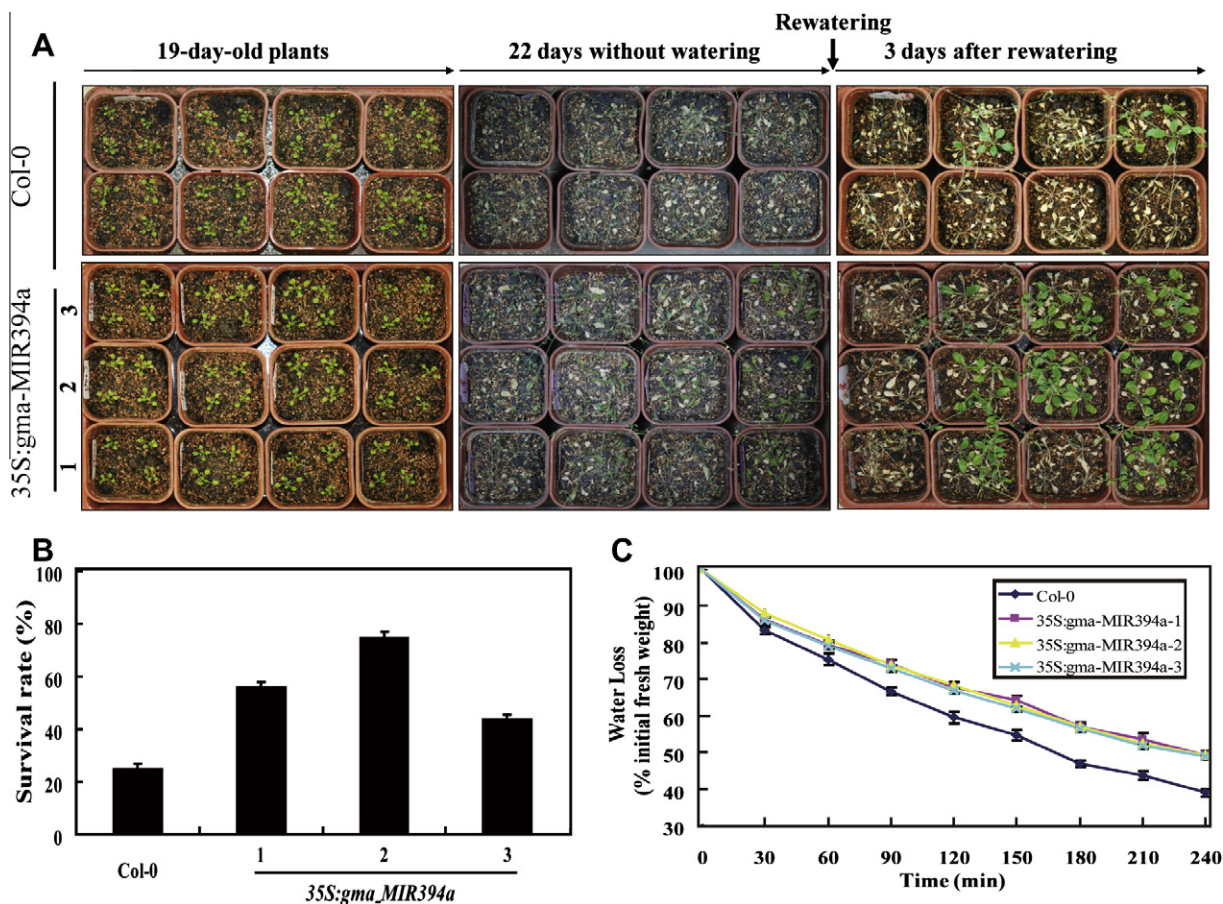 Rewatering
A
19-day-old plants
22 days without watering
3 days after rewatering
Col-0
35S:gma-MIR394a
3
2
1
B
Survival rate (%)
100
80
60
40
20
0
Col-0
1
2
3
35S:gma_MIR394a
C
Water Loss
(% initial fresh weight)
100
90
80
70
60
50
40
30
Col-0
35S:gma-MIR394a-1
35S:gma-MIR394a-2
35S:gma-MIR394a-3
0 30 60 90 120 150 180 210 240
Time (min)